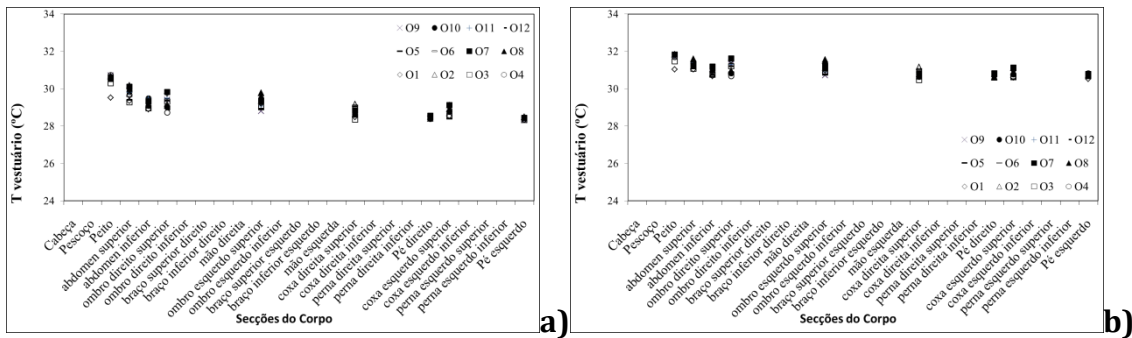 34
32
30
28
26
24
T vestuário (ºC)
O9 O10 O11 O12
O5 O6 O7 O8
O1 O2 O3 O4
Cabeça
Pescoço
Peito
abdomen superior
abdomen inferior
ombro direito superior
ombro direito inferior
braço superior direito
braço inferior direito
mão direita
ombro esquerdo superior
ombro esquerdo inferior
braço superior esquerdo
braço inferior esquerdo
mão esquerda
coxa direita superior
coxa direita inferior
perna direita superior
perna direita inferior
Pé direito
coxa esquerdo superior
coxa esquerdo inferior
perna esquerdo superior
perna esquerdo inferior
Pé esquerdo
Secções do Corpo
a)
34
32
30
28
26
24
T vestuário (ºC)
O9 O10 O11 O12
O5 O6 O7 O8
O1 O2 O3 O4
Cabeça
Pescoço
Peito
abdomen superior
abdomen inferior
ombro direito superior
ombro direito inferior
braço superior direito
braço inferior direito
mão direita
ombro esquerdo superior
ombro esquerdo inferior
braço superior esquerdo
braço inferior esquerdo
mão esquerda
coxa direita superior
coxa direita inferior
perna direita superior
perna direita inferior
Pé direito
coxa esquerdo superior
coxa esquerdo inferior
perna esquerdo superior
perna esquerdo inferior
Pé esquerdo
Secções do Corpo
b)